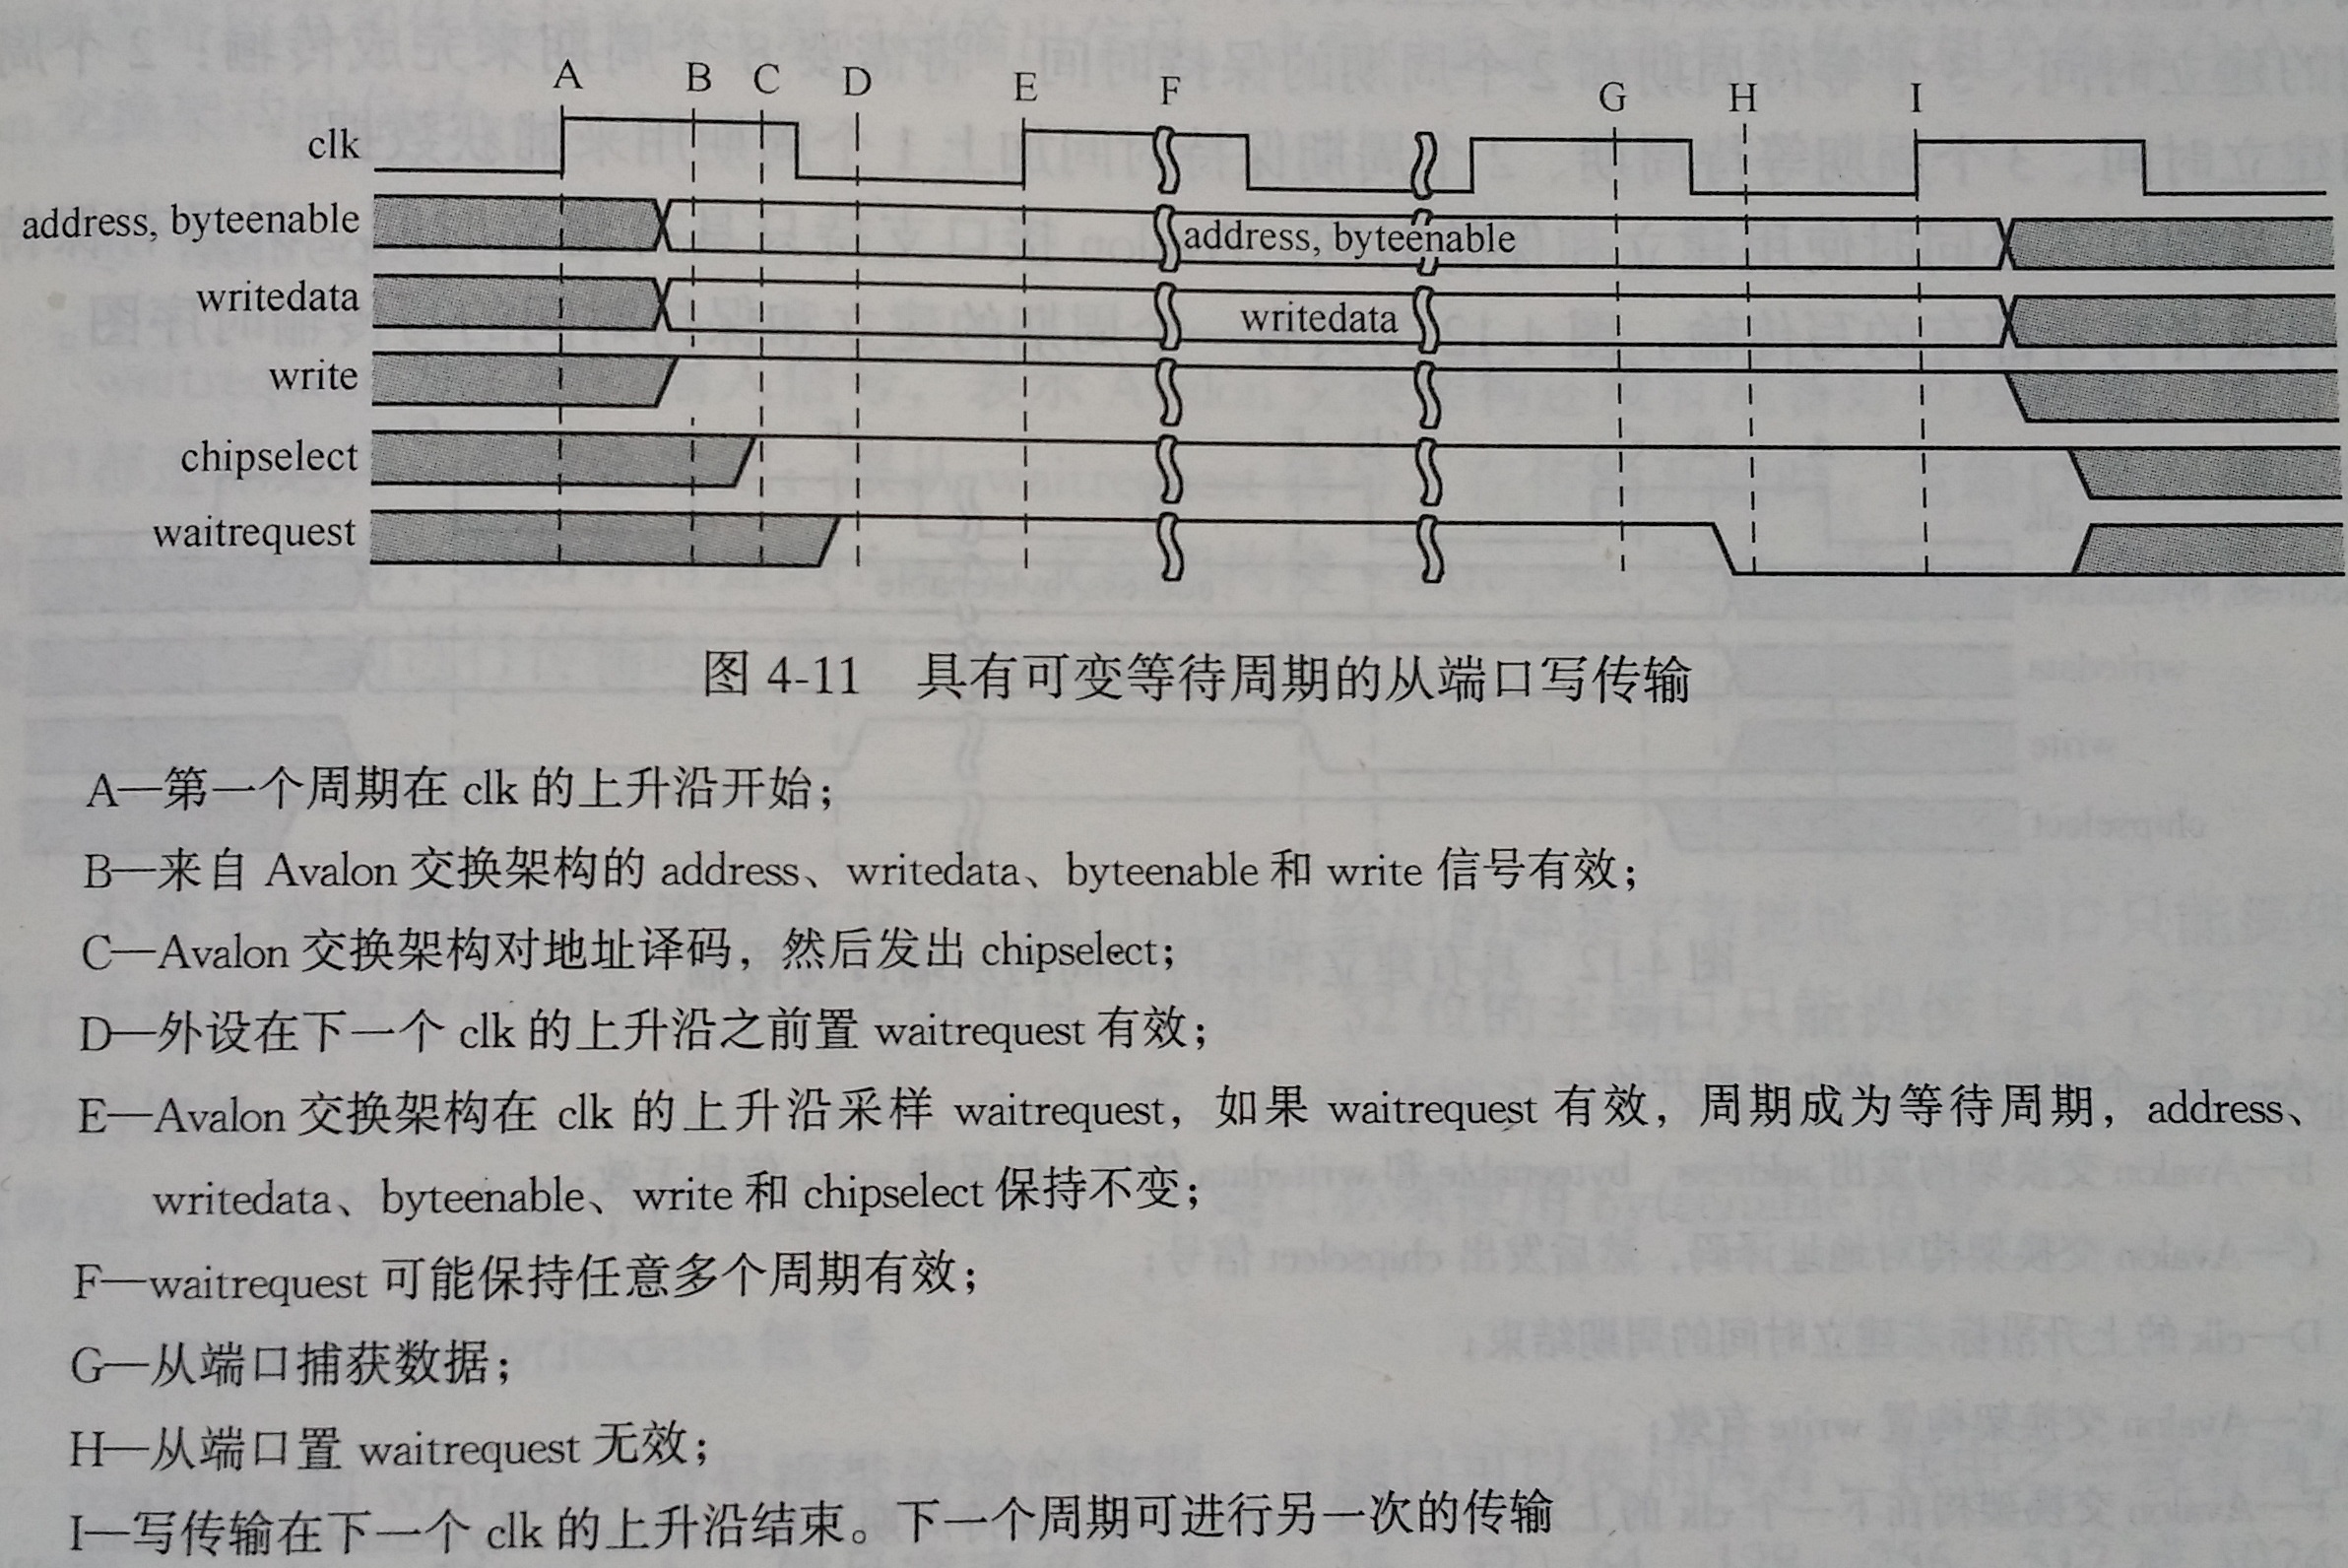 A B C D E F G H I
clk
address, byteenable
address, byteenable
writedata
writedata
write
chipselect
waitrequest
图 4-11 具有可变等待周期的从端口写传输
A—第一个周期在 clk 的上升沿开始；
B—来自 Avalon 交换架构的 address、writedata、byteenable 和 write 信号有效；
C—Avalon 交换架构对地址译码，然后发出 chipselect；
D—外设在下一个 clk 的上升沿之前置 waitrequest 有效；
E—Avalon 交换架构在 clk 的上升沿采样 waitrequest，如果 waitrequest 有效，周期成为等待周期，address、
writedata、byteenable、write 和 chipselect 保持不变；
F—waitrequest 可能保持任意多个周期有效；
G—从端口捕获数据；
H—从端口置 waitrequest 无效；
I—写传输在下一个 clk 的上升沿结束。下一个周期可进行另一次的传输